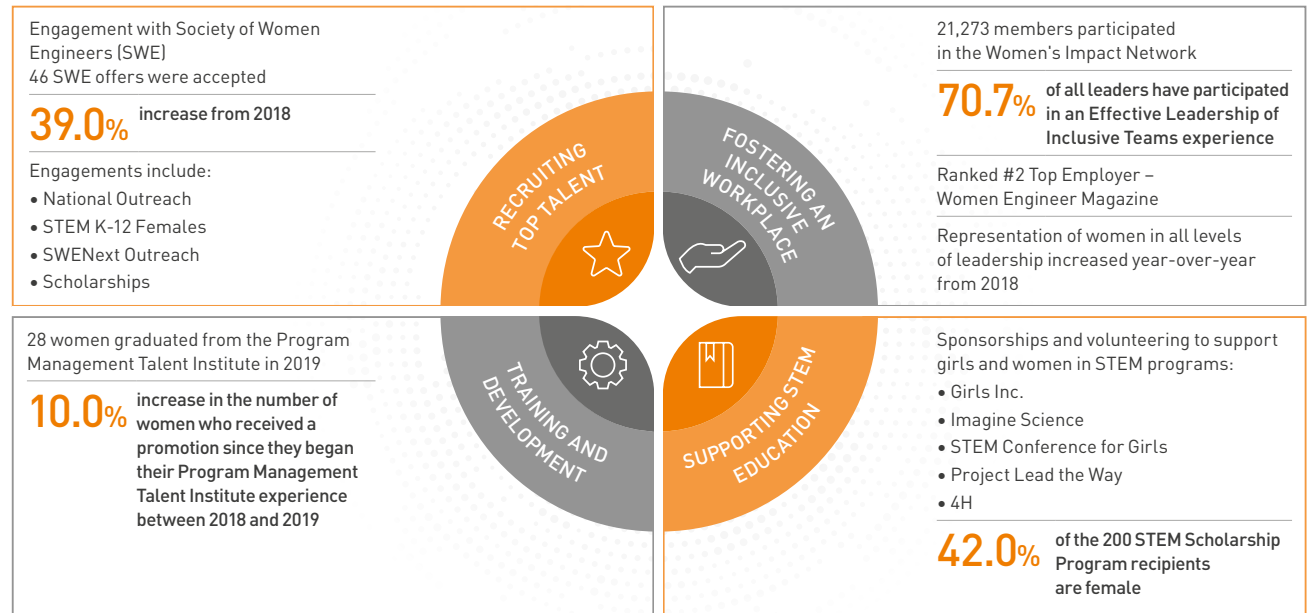 Engagement with Society of Women
Engineers (SWE)
46 SWE offers were accepted
39.0% increase from 2018
Engagements include:
• National Outreach
• STEM K-12 Females
• SWENext Outreach
• Scholarships
RECRUITING
TOP TALENT
FOSTERING AN
INCLUSIVE
WORKPLACE
21,273 members participated
in the Women's Impact Network
70.7% of all leaders have participated
in an Effective Leadership of
Inclusive Teams experience
Ranked #2 Top Employer –
Women Engineer Magazine
Representation of women in all levels
of leadership increased year-over-year
from 2018
28 women graduated from the Program
Management Talent Institute in 2019
10.0% increase in the number of
women who received a
promotion since they began
their Program Management
Talent Institute experience
between 2018 and 2019
TRAINING AND
DEVELOPMENT
SUPPORTING STEM
EDUCATION
Sponsorships and volunteering to support
girls and women in STEM programs:
• Girls Inc.
• Imagine Science
• STEM Conference for Girls
• Project Lead the Way
• 4H
42.0% of the 200 STEM Scholarship
Program recipients
are female